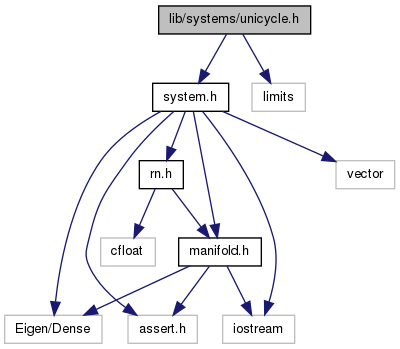 lib/systems/unicycle.h
system.h
limits
rn.h
vector
cfloat
manifold.h
Eigen/Dense
assert.h
iostream